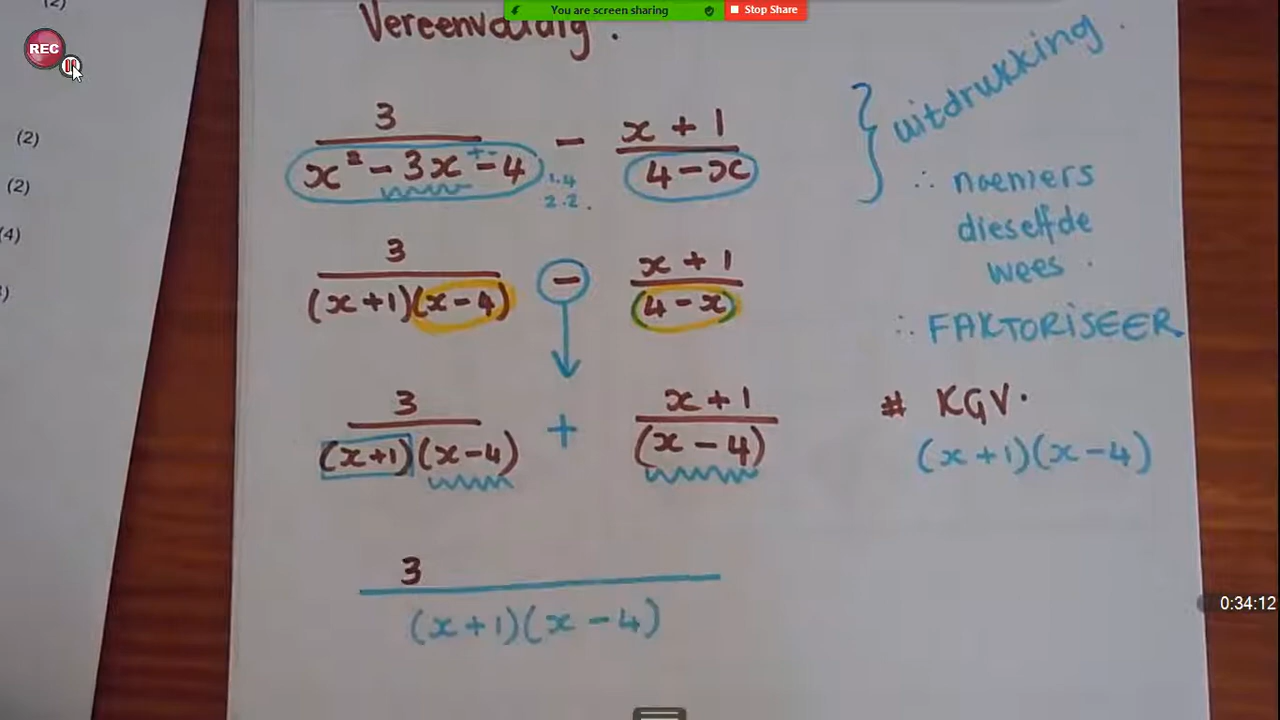 You are screen sharing Stop Share
REC
Vereenvoudig.
(2)
(2)
(4)
3 / (x² - 3x - 4) - (x + 1) / (4 - x)
+ -
1.4
2.2.
3 / (x+1)(x-4) - (x + 1) / (4 - x)
3 / (x+1)(x-4) + (x + 1) / (x - 4)
3 / (x+1)(x - 4)
} uitdrukking.
∴ noemers
dieselfde
wees.
∴ FAKTORISEER
# KGV.
(x+1)(x-4)
0:34:12